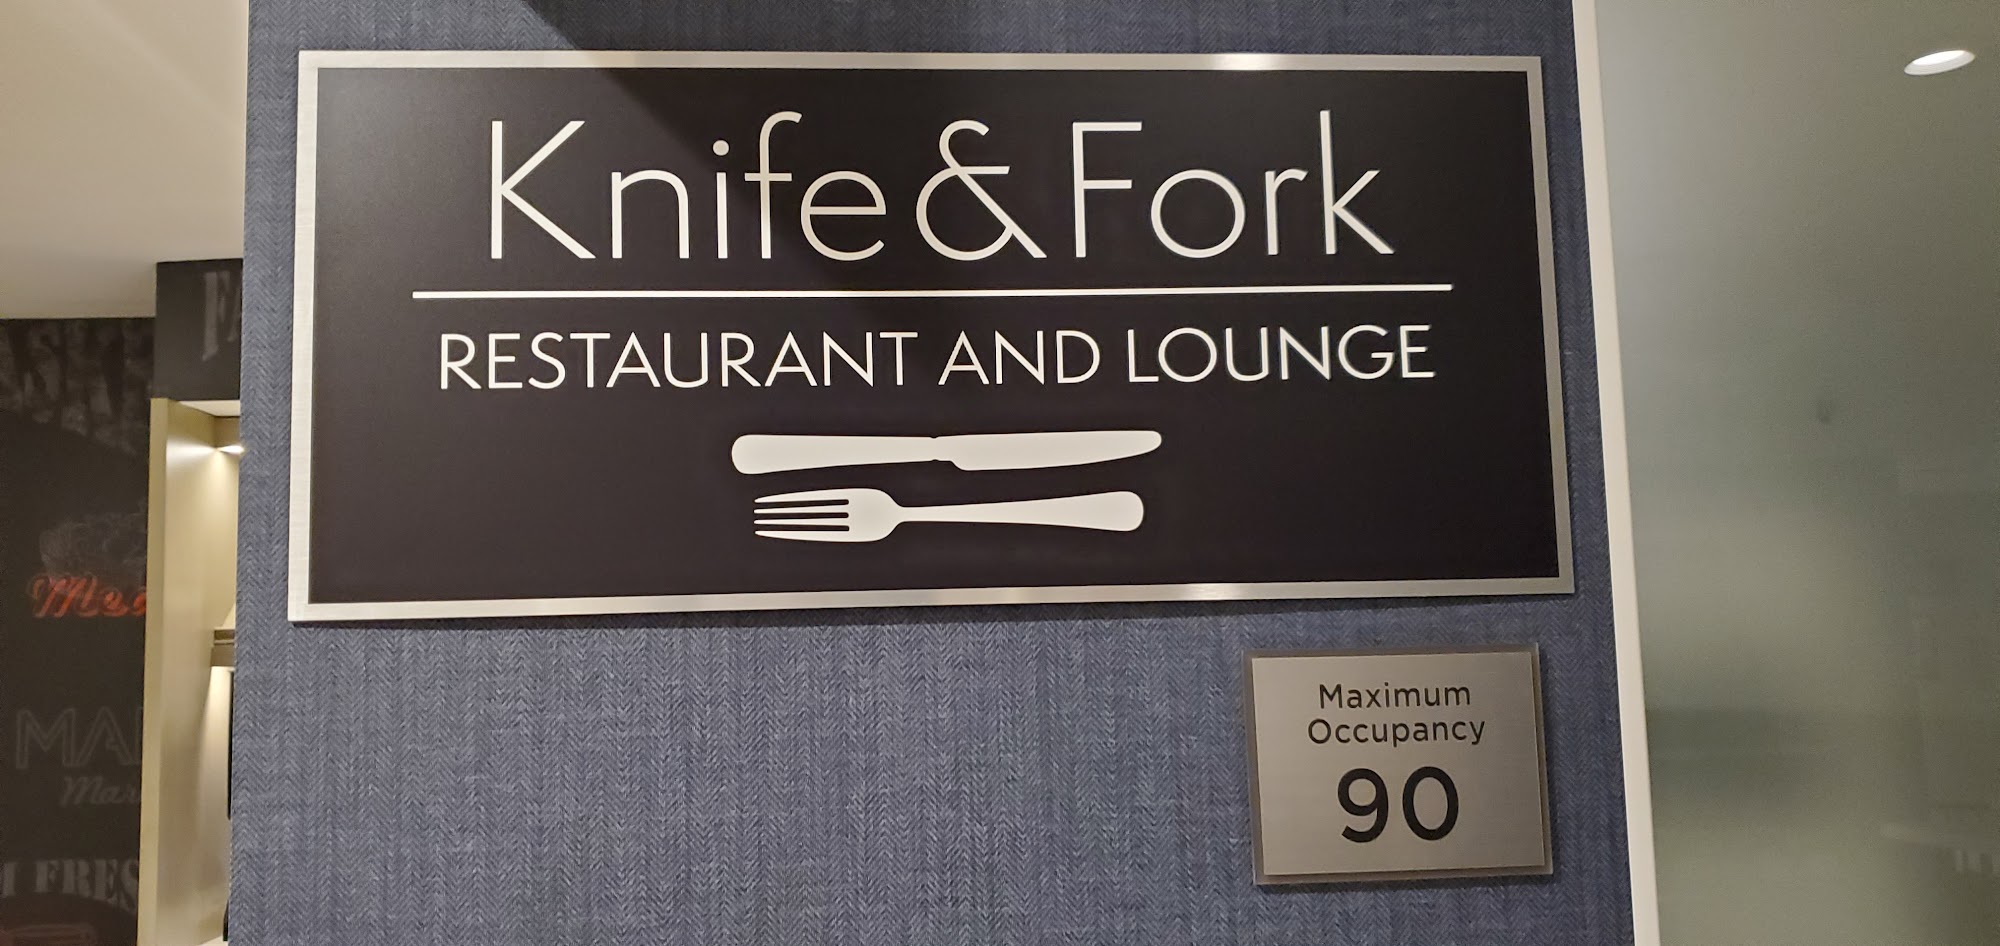 Knife & Fork
RESTAURANT AND LOUNGE
Maximum
Occupancy
90